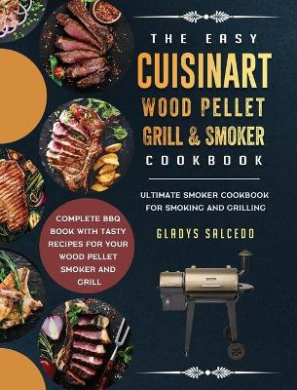 THE EASY
CUISINART
WOOD PELLET
GRILL & SMOKER
COOKBOOK
ULTIMATE SMOKER COOKBOOK
FOR SMOKING AND GRILLING
GLADYS SALCEDO
COMPLETE BBQ
BOOK WITH TASTY
RECIPES FOR YOUR
WOOD PELLET
SMOKER AND
GRILL